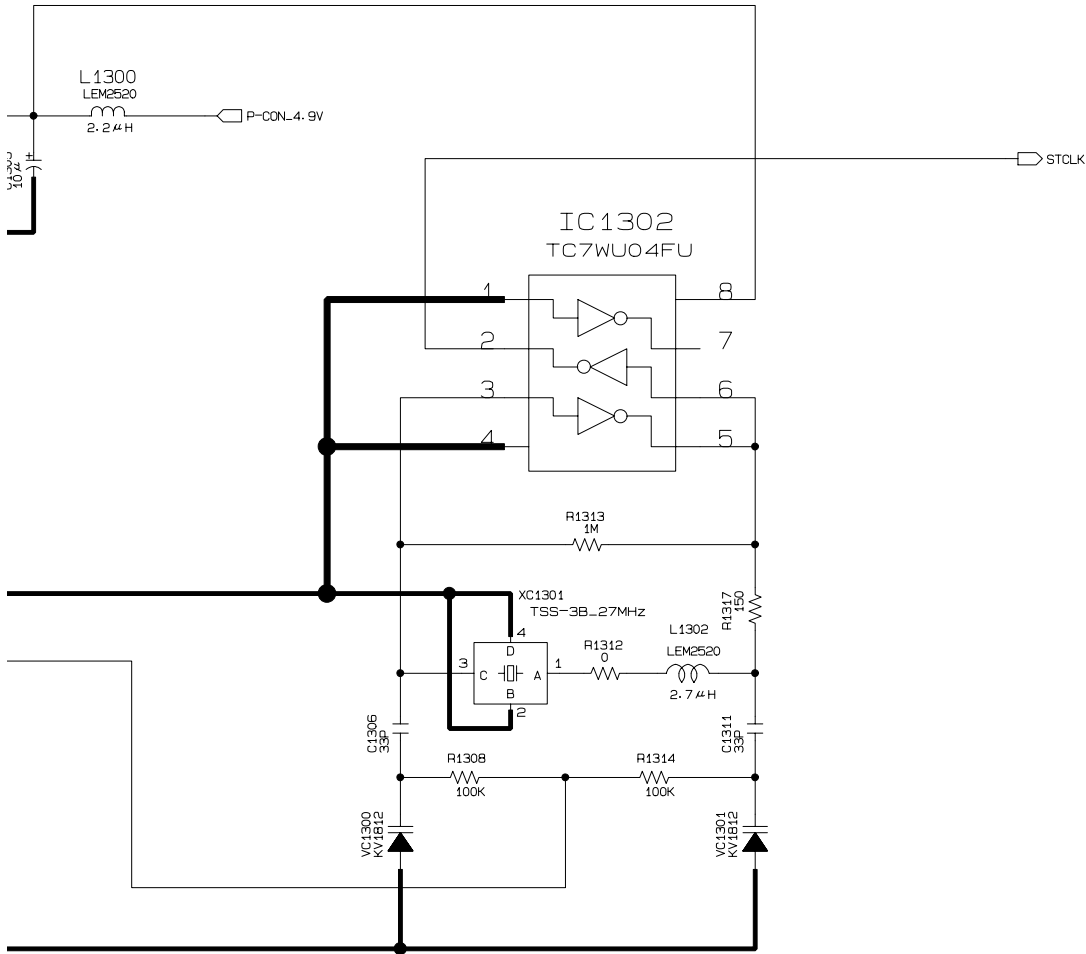 L1300
LEM2520
2.2μH
P-CON_4.9V
10μ
STCLK
IC1302
TC7WU04FU
1
8
2
7
3
6
4
5
R1313
1M
XC1301
TSS-3B_27MHz
4
D
3
C
A
1
B
2
R1312
0
L1302
LEM2520
2.7μH
R1317
150
C1306
33P
C1311
33P
R1308
100K
R1314
100K
VC1300
KV1812
VC1301
KV1812